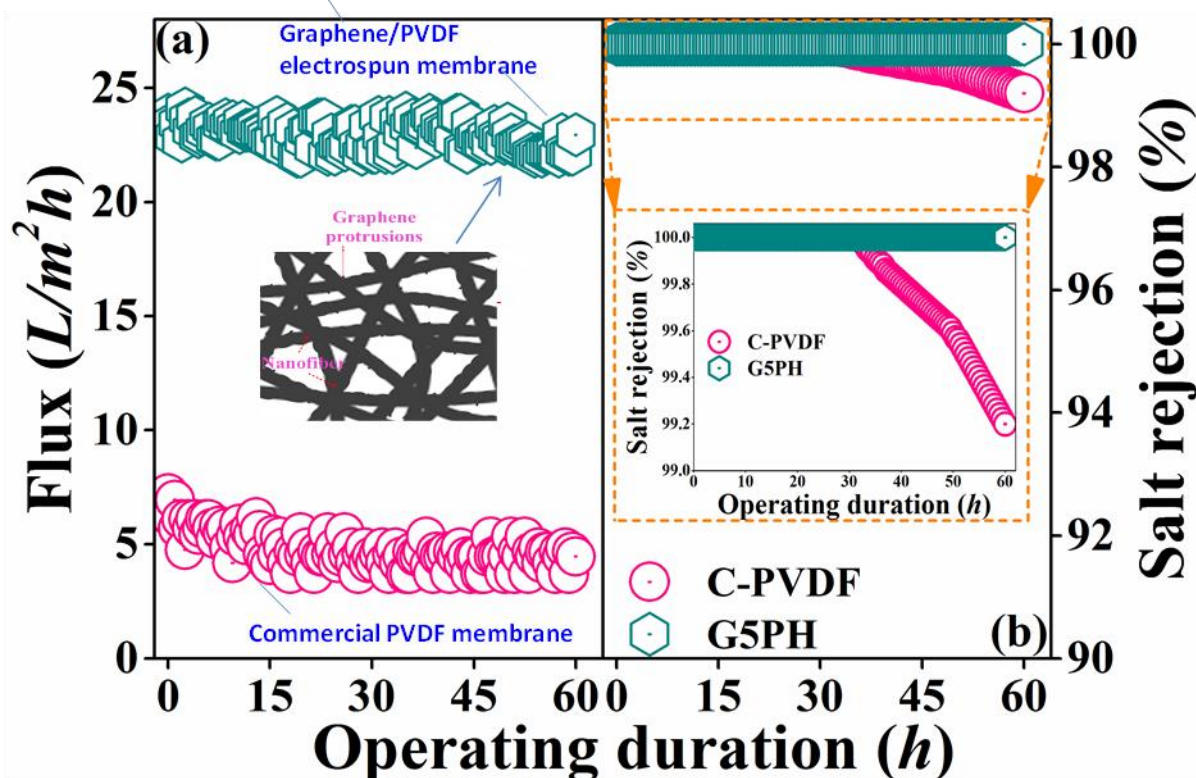 (a)
Graphene/PVDF
electrospun membrane
25
20
15
10
5
0
Flux (L/m²h)
Graphene
protrusions
Nanofiber
Commercial PVDF membrane
0 15 30 45 60
100
98
96
94
92
90
Salt rejection (%)
100.0
99.8
99.6
99.4
99.2
99.0
Salt rejection (%)
C-PVDF
G5PH
0 10 20 30 40 50 60
Operating duration (h)
C-PVDF
G5PH
(b)
0 15 30 45 60
Operating duration (h)